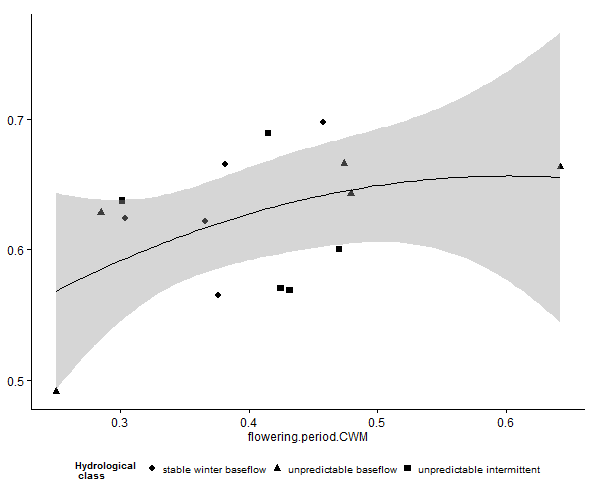 0.7
0.6
0.5
0.3 0.4 0.5 0.6
flowering.period.CWM
Hydrological
class
stable winter baseflow unpredictable baseflow unpredictable intermittent